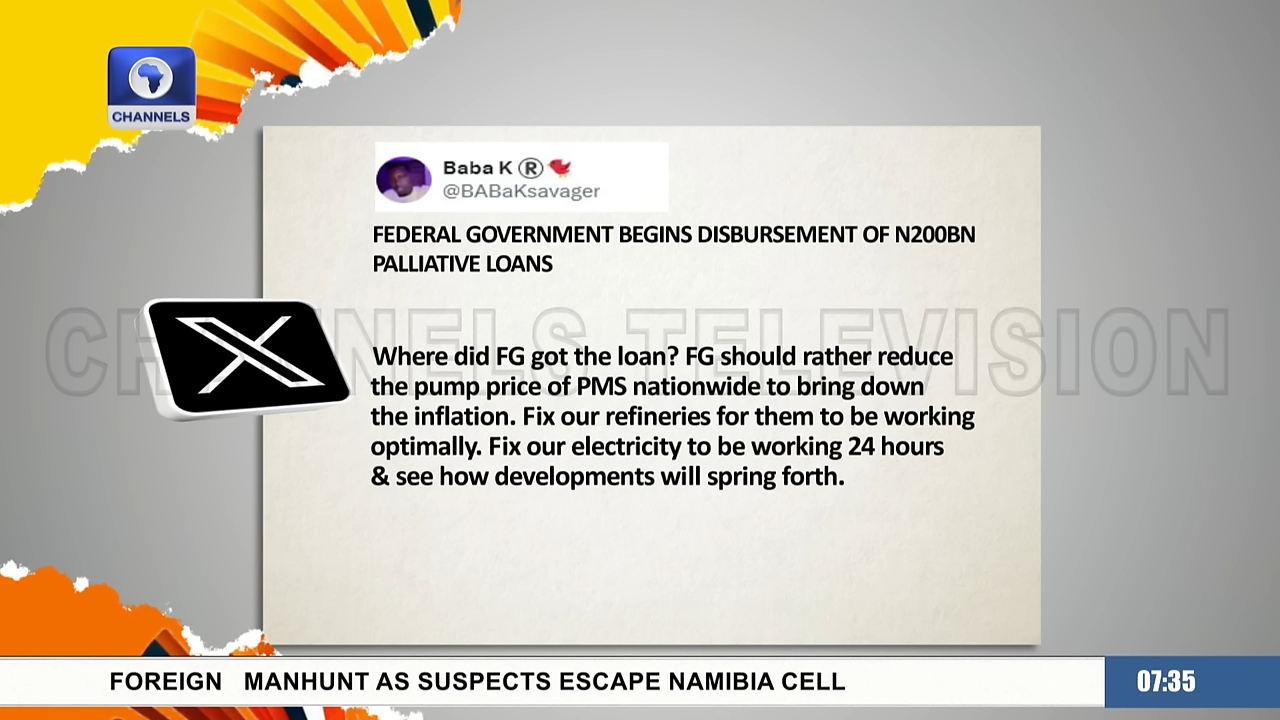 CHANNELS
Baba K ®
@BABaKsavager
FEDERAL GOVERNMENT BEGINS DISBURSEMENT OF N200BN
PALLIATIVE LOANS
CHANNELS TELEVISION
Where did FG got the loan? FG should rather reduce
the pump price of PMS nationwide to bring down
the inflation. Fix our refineries for them to be working
optimally. Fix our electricity to be working 24 hours
& see how developments will spring forth.
FOREIGN MANHUNT AS SUSPECTS ESCAPE NAMIBIA CELL
07:35